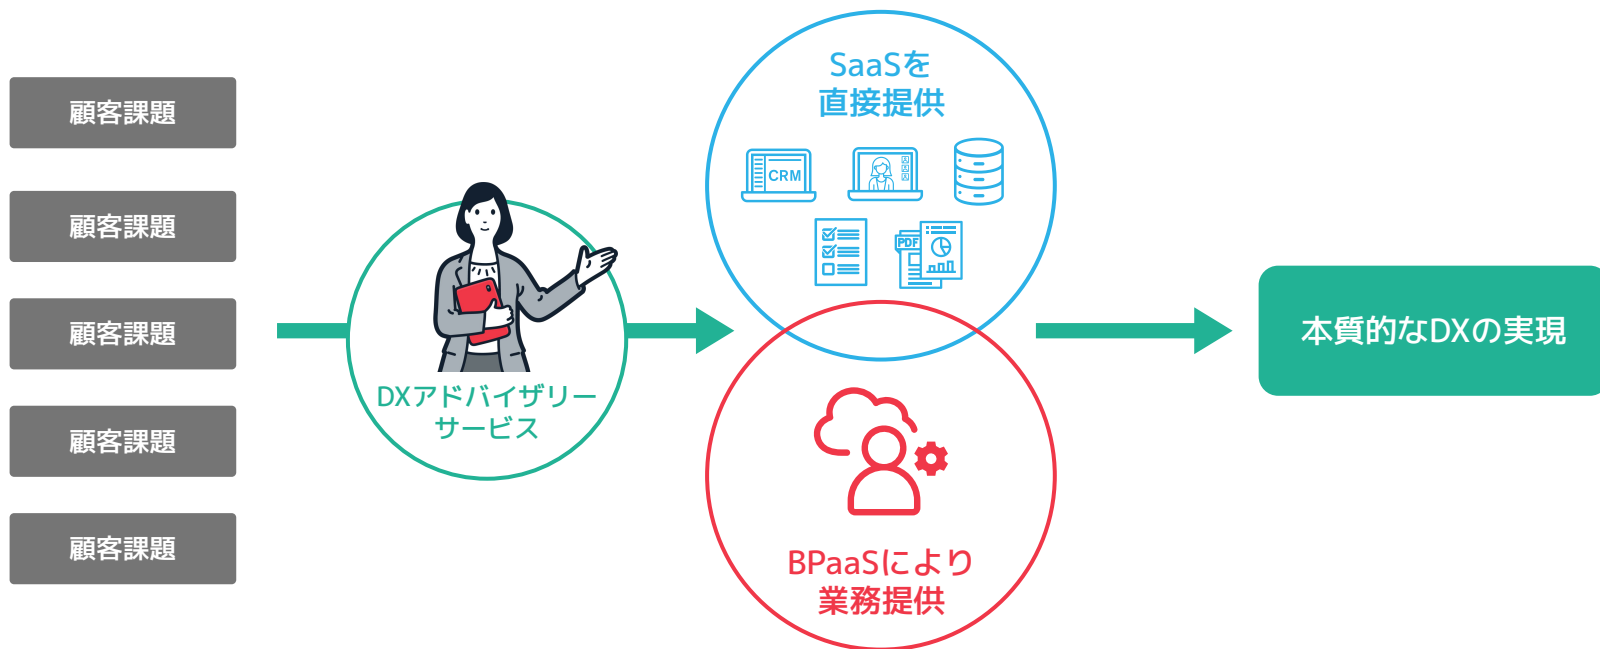 顧客課題
顧客課題
顧客課題
顧客課題
顧客課題
DXアドバイザリー
サービス
SaaSを
直接提供
CRM
PDF
BPaaSにより
業務提供
本質的なDXの実現